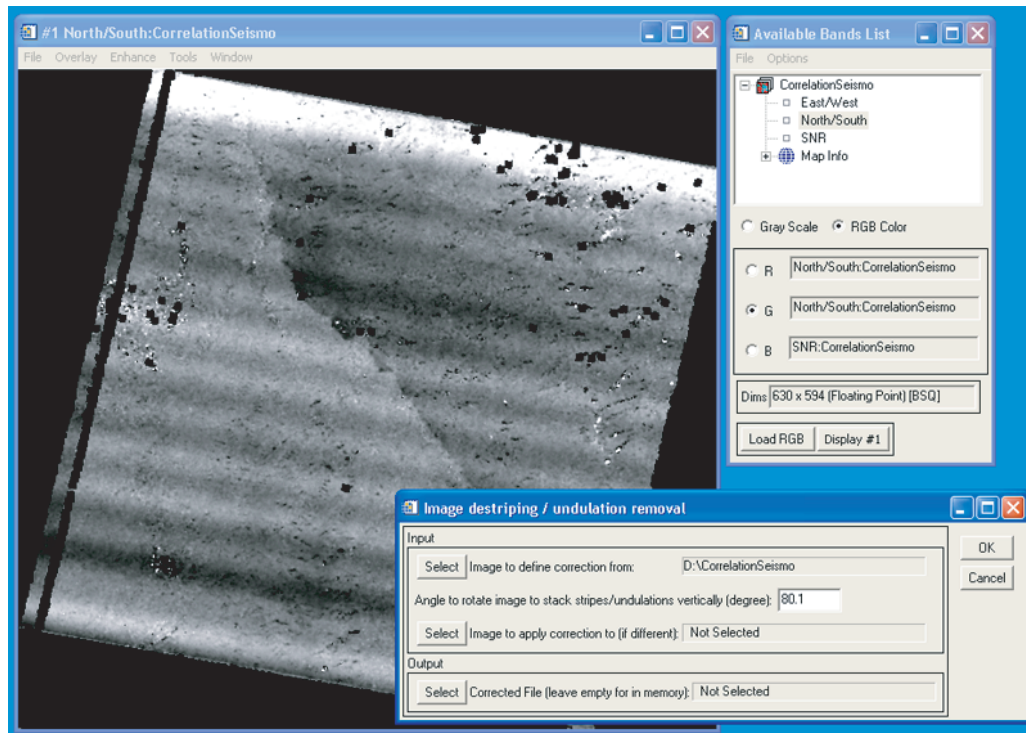 #1 North/South:CorrelationSeismo
File Overlay Enhance Tools Window
Available Bands List
File Options
CorrelationSeismo
East/West
North/South
SNR
Map Info
Gray Scale RGB Color
R North/South:CorrelationSeismo
G North/South:CorrelationSeismo
B SNR:CorrelationSeismo
Dims 630 x 594 (Floating Point) [BSQ]
Load RGB Display #1
Image destriping / undulation removal
Input
Select Image to define correction from: D:\CorrelationSeismo
Angle to rotate image to stack stripes/undulations vertically (degree): 80.1
Select Image to apply correction to (if different): Not Selected
Output
Select Corrected File (leave empty for in memory): Not Selected
OK
Cancel